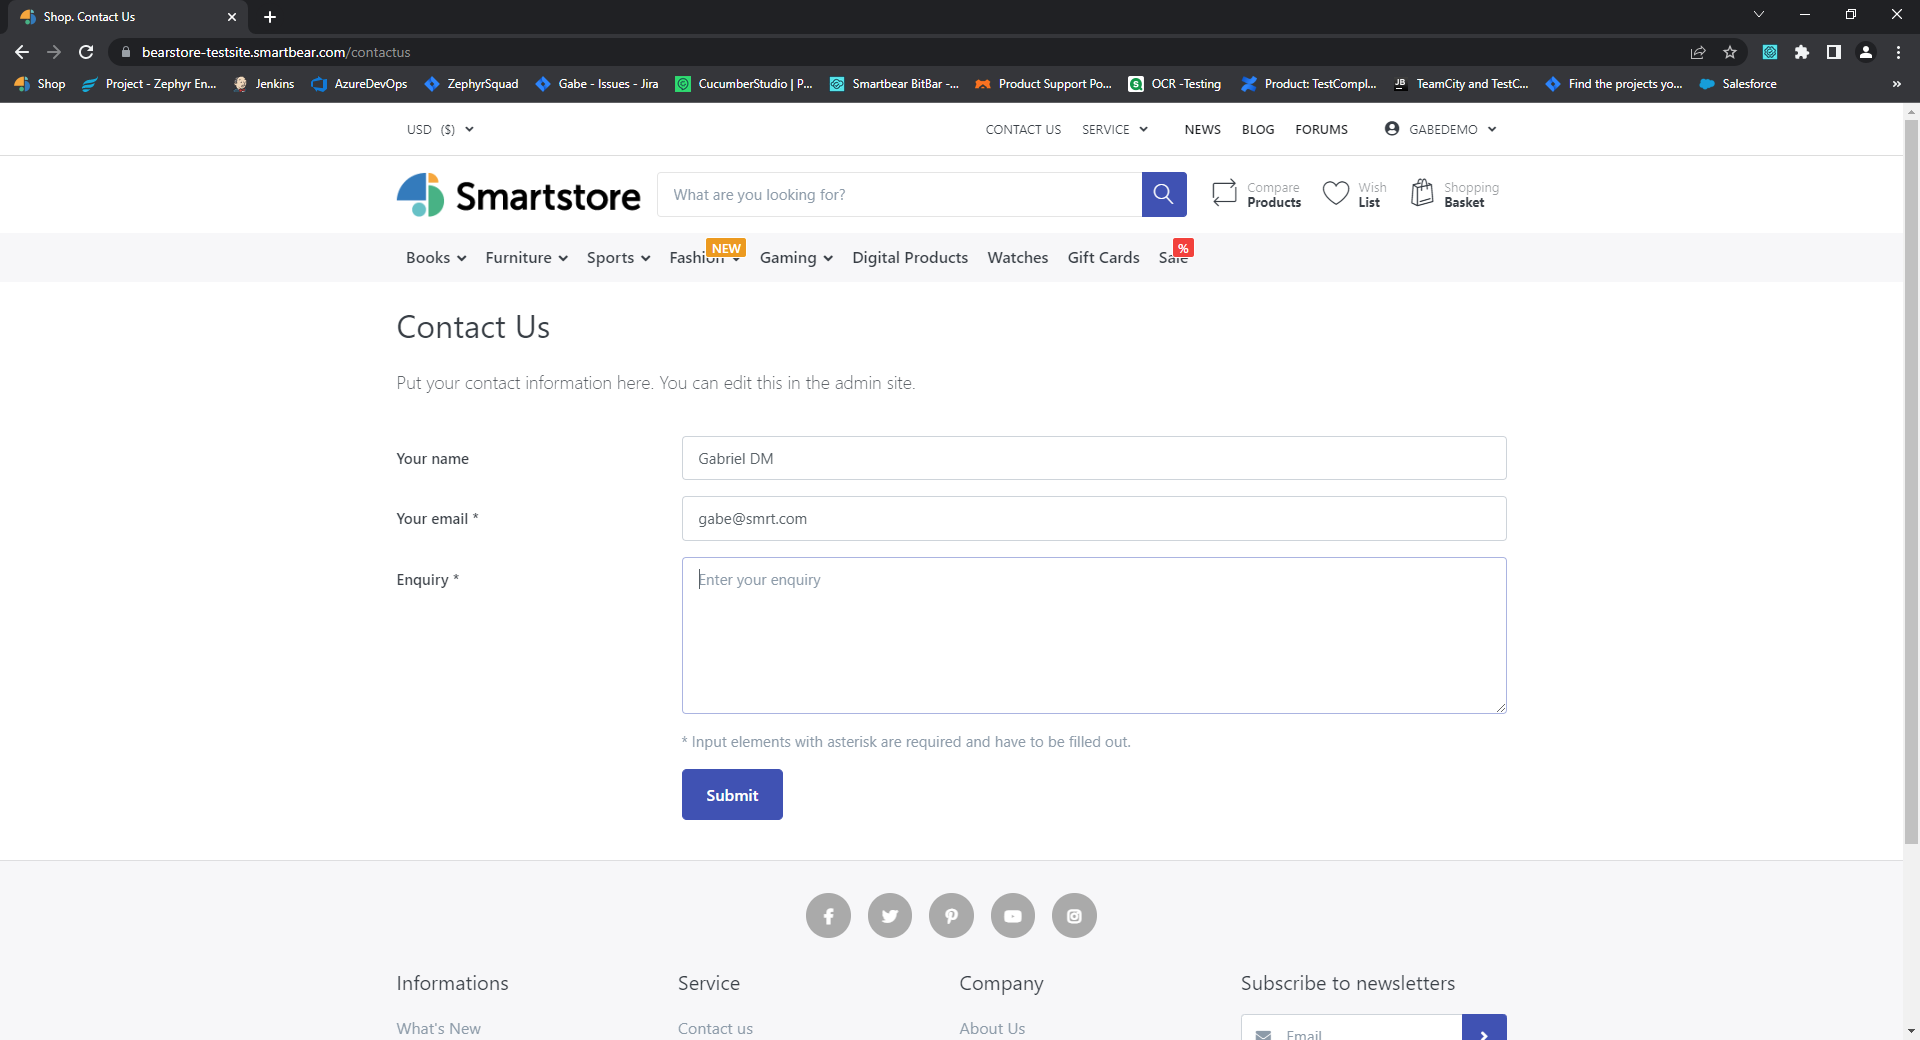 Shop. Contact Us
bearstore-testsite.smartbear.com/contactus
Shop Project - Zephyr En... Jenkins AzureDevOps ZephyrSquad Gabe - Issues - Jira CucumberStudio | P... Smartbear BitBar -... Product Support Po... OCR -Testing Product: TestCompl... TeamCity and TestC... Find the projects yo... Salesforce »
USD ($) CONTACT US SERVICE NEWS BLOG FORUMS GABEDEMO
Smartstore What are you looking for? Compare Products Wish List Shopping Basket
Books Furniture Sports Fashion NEW Gaming Digital Products Watches Gift Cards Sale %
Contact Us
Put your contact information here. You can edit this in the admin site.
Your name Gabriel DM
Your email * gabe@smrt.com
Enquiry * Enter your enquiry
* Input elements with asterisk are required and have to be filled out.
Submit
Informations Service Company Subscribe to newsletters
What's New Contact us About Us Email